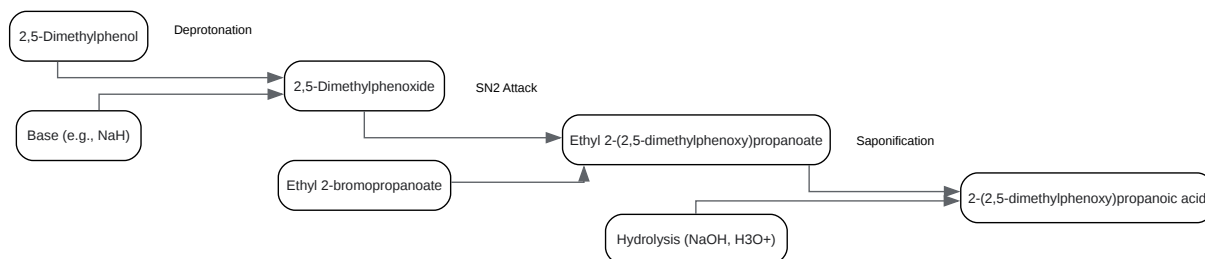 2,5-Dimethylphenol
Deprotonation
2,5-Dimethylphenoxide
SN2 Attack
Base (e.g., NaH)
Ethyl 2-(2,5-dimethylphenoxy)propanoate
Saponification
Ethyl 2-bromopropanoate
2-(2,5-dimethylphenoxy)propanoic acid
Hydrolysis (NaOH, H3O+)